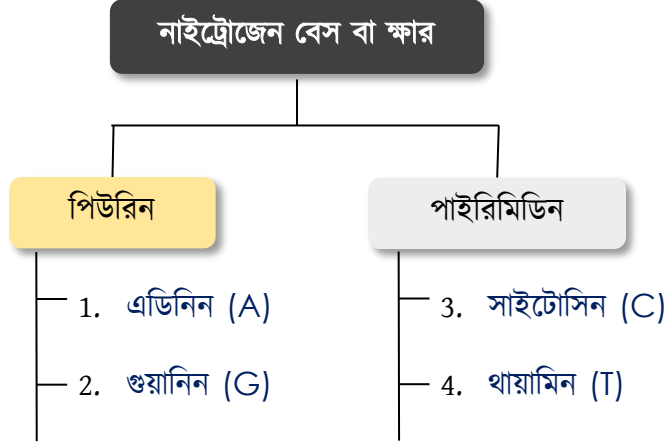 নাইট্রোজেন বেস বা ক্ষার
পিউরিন
পাইরিমিডিন
1. এডিনিন (A)
3. সাইটোসিন (C)
2. গুয়ানিন (G)
4. থায়ামিন (T)